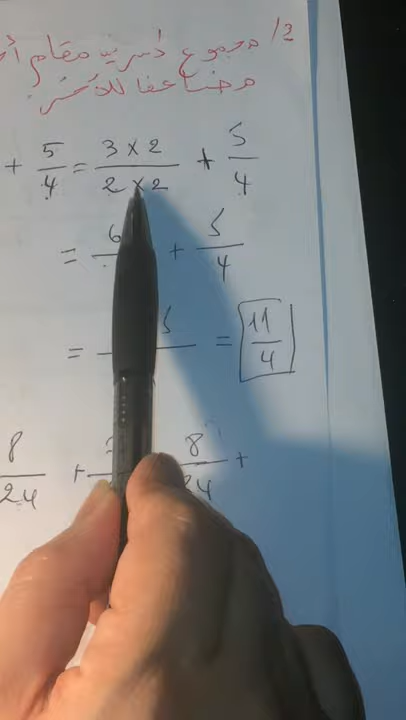 2/ مجموع كسرين مقام
مضاعفا للآخر
+ 5/4 = 3 × 2 / 2 × 2 + 5/4
= 6 + 5/4
= 5 = 11/4
8/24 + 8/24 +